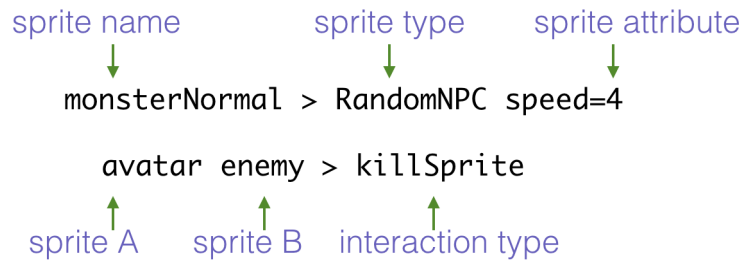 sprite name sprite type sprite attribute
monsterNormal > RandomNPC speed=4
avatar enemy > killSprite
sprite A sprite B interaction type